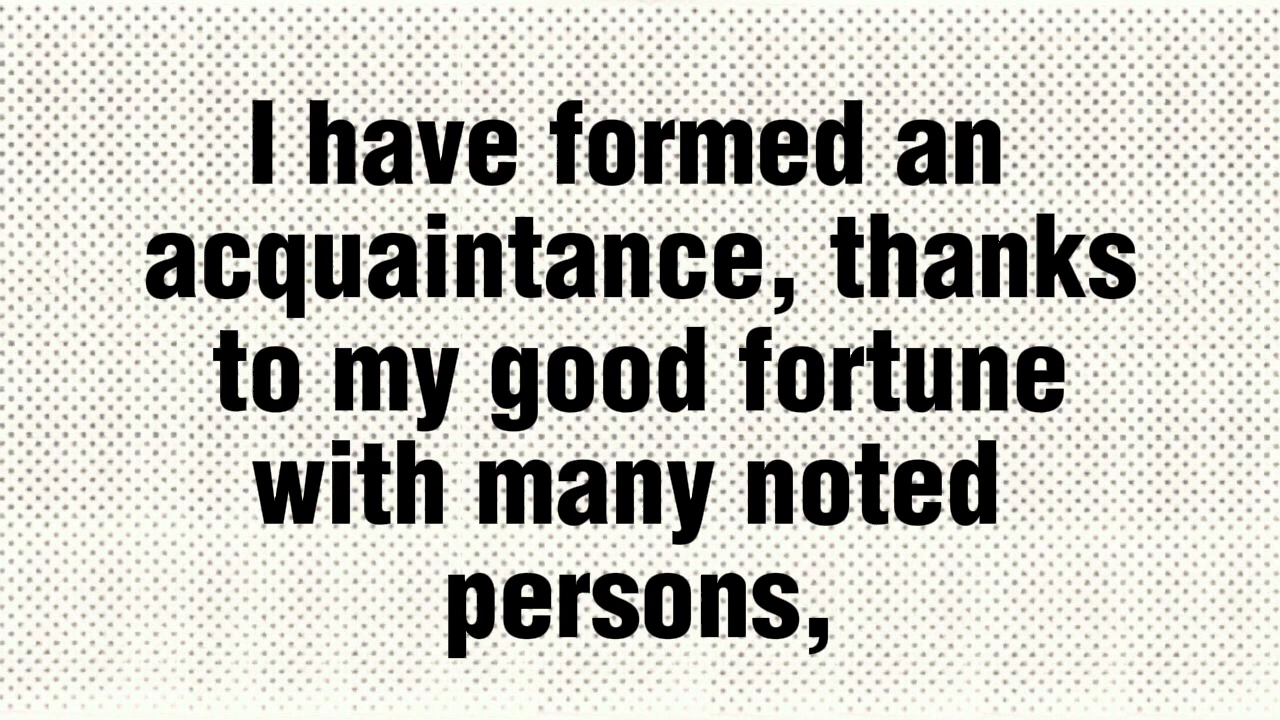 I have formed an
acquaintance, thanks
to my good fortune
with many noted
persons,